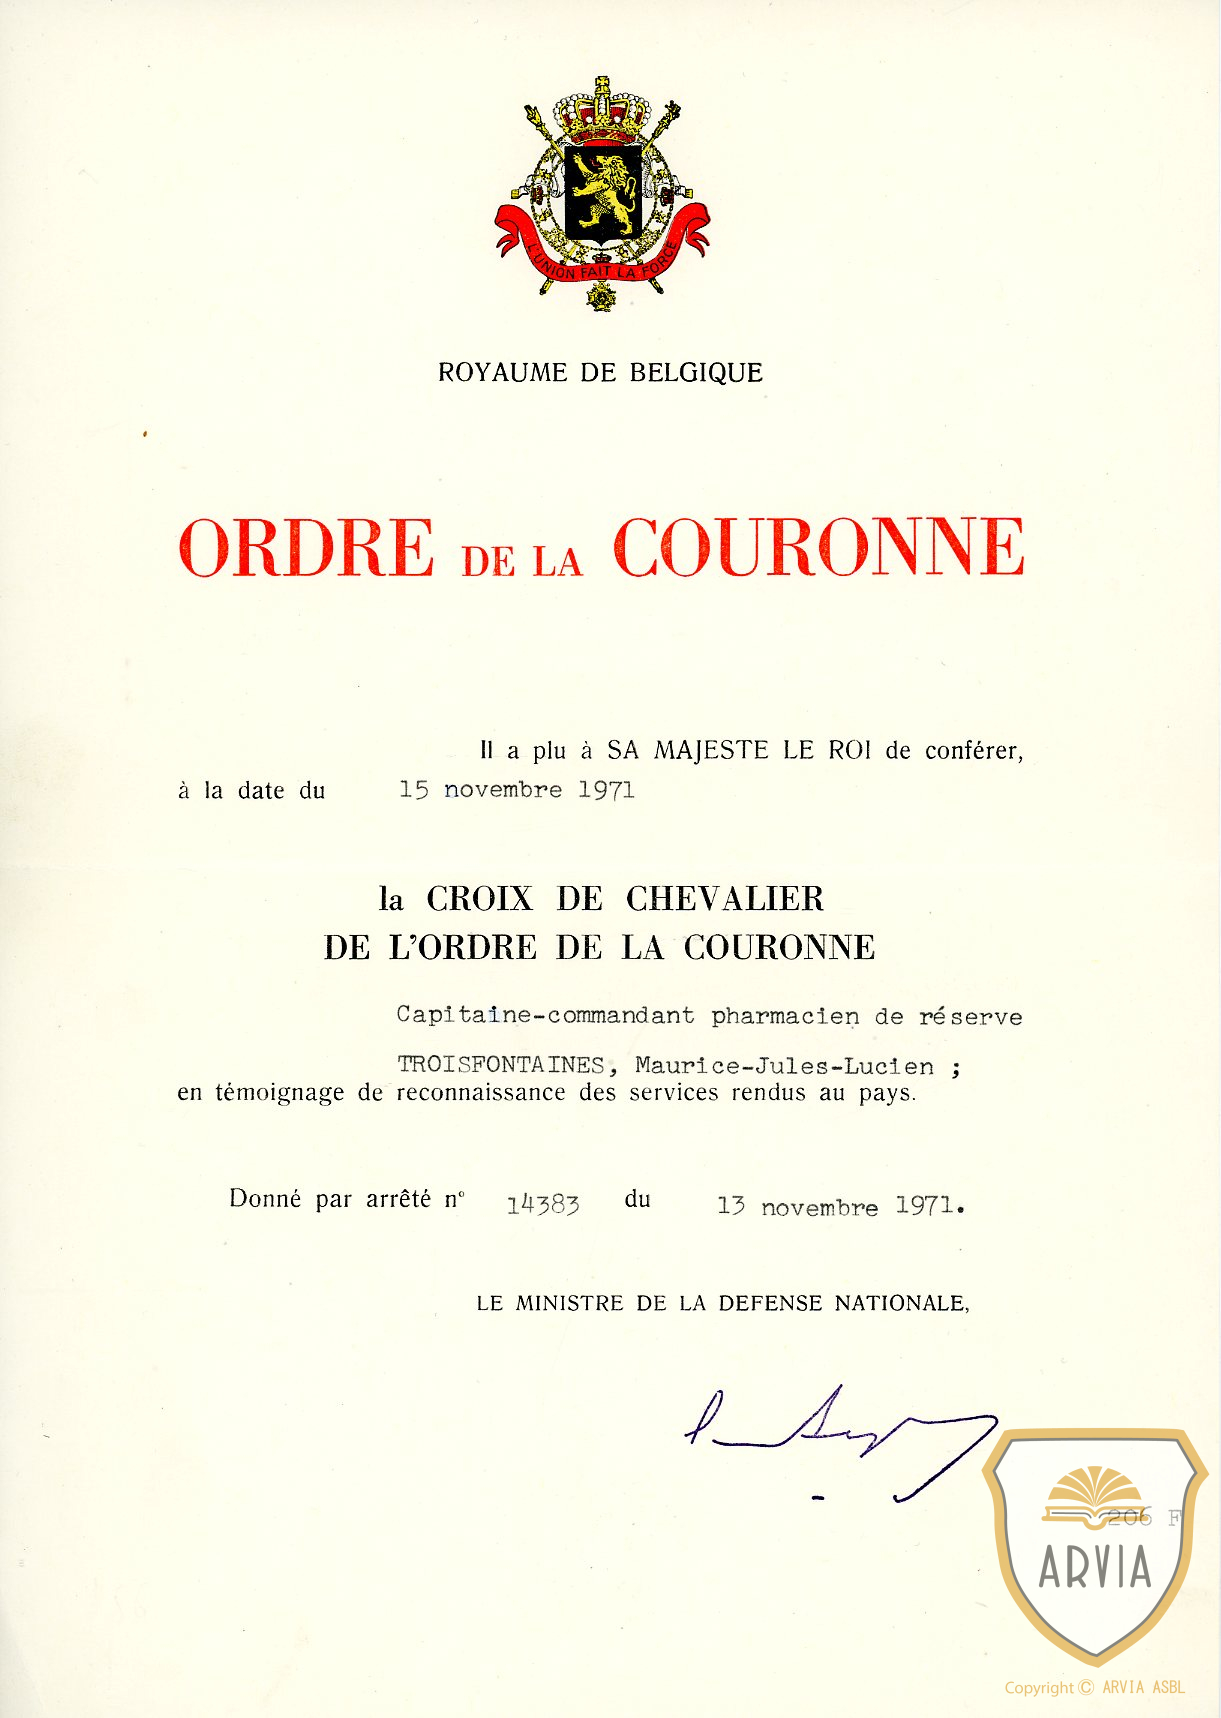 L'UNION FAIT LA FORCE
ROYAUME DE BELGIQUE
ORDRE DE LA COURONNE
Il a plu à SA MAJESTE LE ROI de conférer,
à la date du 15 novembre 1971
la CROIX DE CHEVALIER
DE L'ORDRE DE LA COURONNE
Capitaine-commandant pharmacien de réserve
TROISFONTAINES, Maurice-Jules-Lucien ;
en témoignage de reconnaissance des services rendus au pays.
Donné par arrêté n° 14383 du 13 novembre 1971.
LE MINISTRE DE LA DEFENSE NATIONALE,
206 F
ARVIA
Copyright © ARVIA ASBL